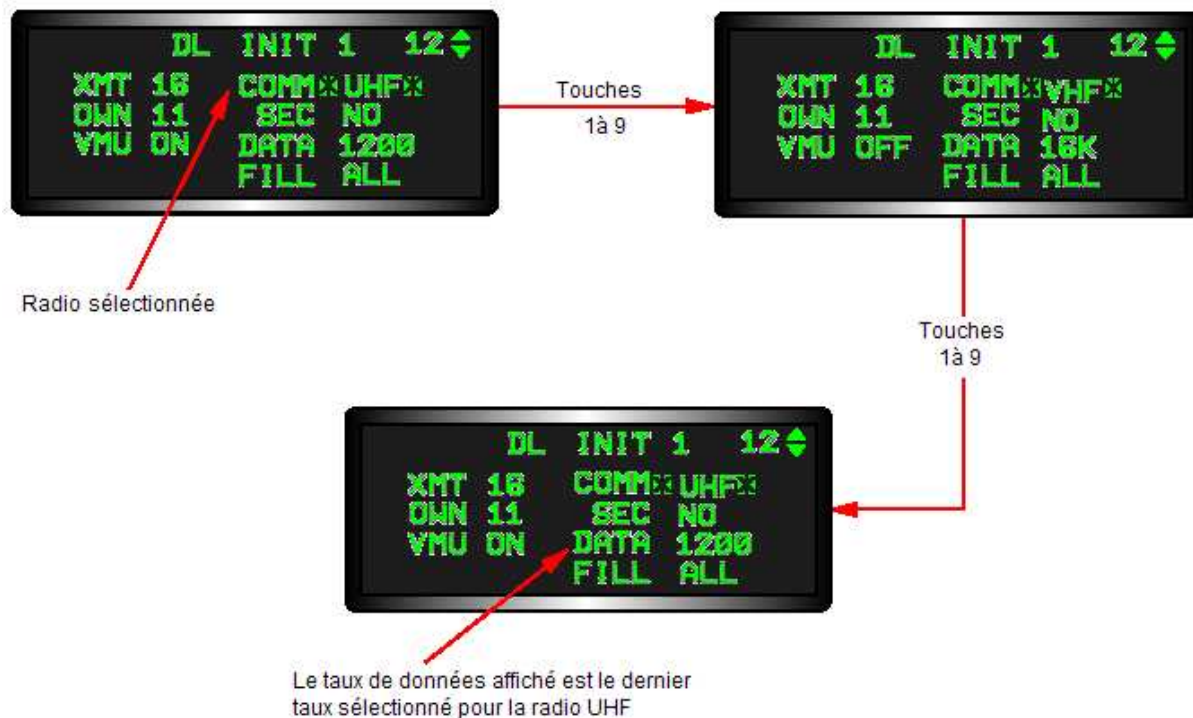 DL INIT 1 12
XMT 16 COMM UHF
OWN 11 SEC NO
VMU ON DATA 1200
FILL ALL
Touches
1à 9
DL INIT 1 12
XMT 16 COMM VHF
OWN 11 SEC NO
VMU OFF DATA 16K
FILL ALL
Radio sélectionnée
Touches
1à 9
DL INIT 1 12
XMT 16 COMM UHF
OWN 11 SEC NO
VMU ON DATA 1200
FILL ALL
Le taux de données affiché est le dernier
taux sélectionné pour la radio UHF